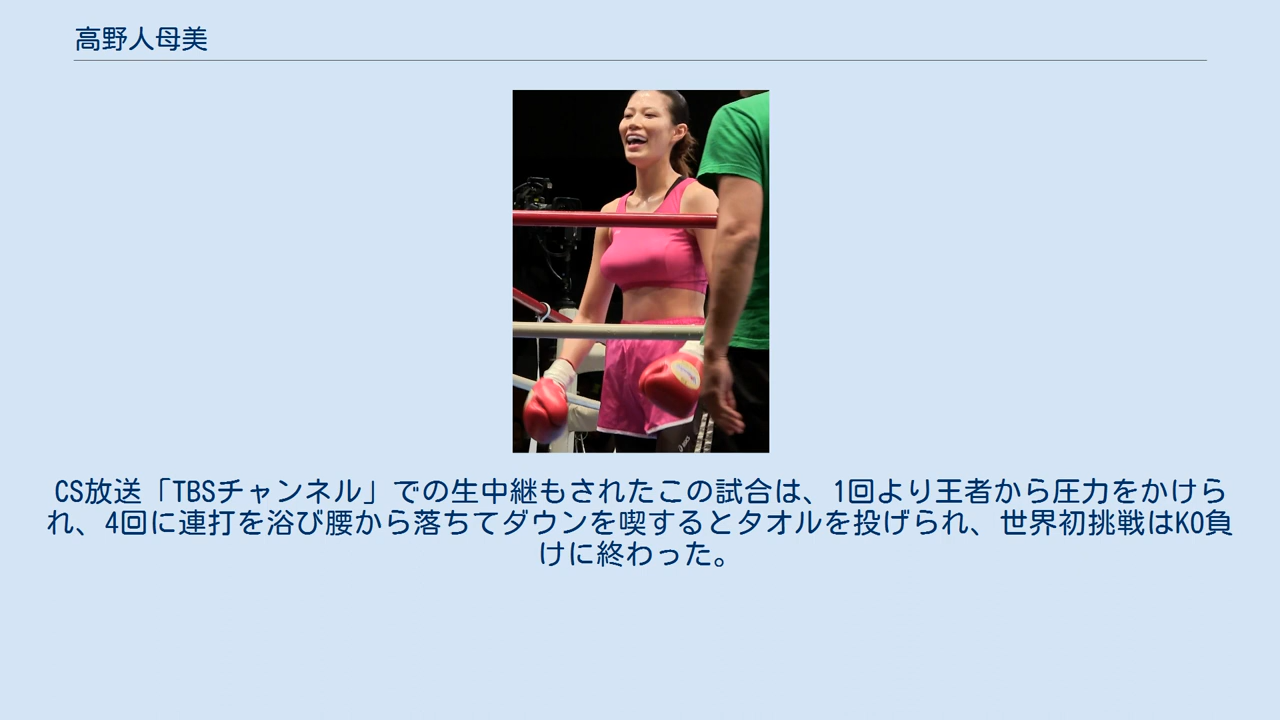 高野人母美
CS放送「TBSチャンネル」での生中継もされたこの試合は、1回より王者から圧力をかけら
れ、4回に連打を浴び腰から落ちてダウンを喫するとタオルを投げられ、世界初挑戦はKO負
けに終わった。
asics